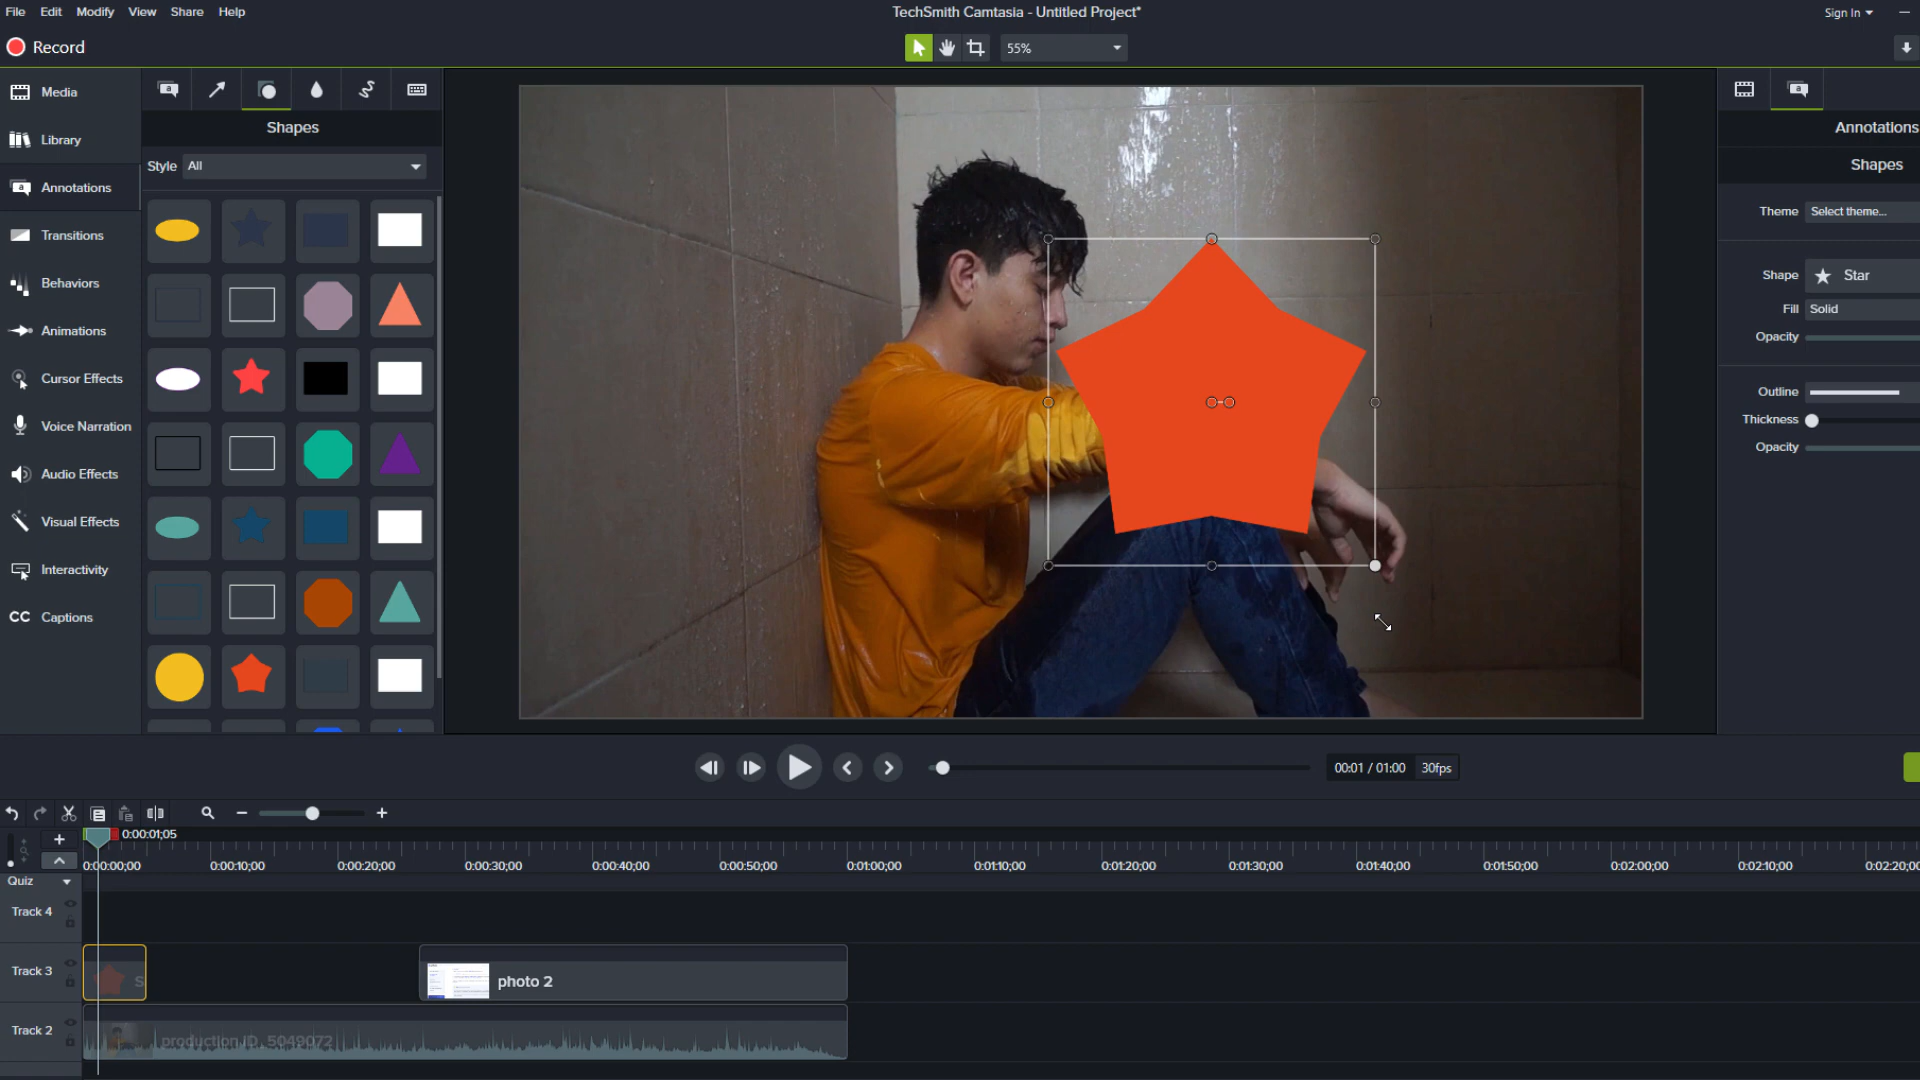 File Edit Modify View Share Help
TechSmith Camtasia - Untitled Project*
Sign In
Record
55%
Media
Library
Annotations
Transitions
Behaviors
Animations
Cursor Effects
Voice Narration
Audio Effects
Visual Effects
Interactivity
CC Captions
a
Shapes
Style All
a
Annotations
Shapes
Theme Select theme...
Shape Star
Fill Solid
Opacity
Outline
Thickness
Opacity
00:01 / 01:00 30fps
0:00:01;05
0:00:00;00 0:00:10;00 0:00:20;00 0:00:30;00 0:00:40;00 0:00:50;00 0:01:00;00 0:01:10;00 0:01:20;00 0:01:30;00 0:01:40;00 0:01:50;00 0:02:00;00 0:02:10;00 0:02:20;00
Quiz
Track 4
Track 3
S
photo 2
Track 2
production ID_5049072